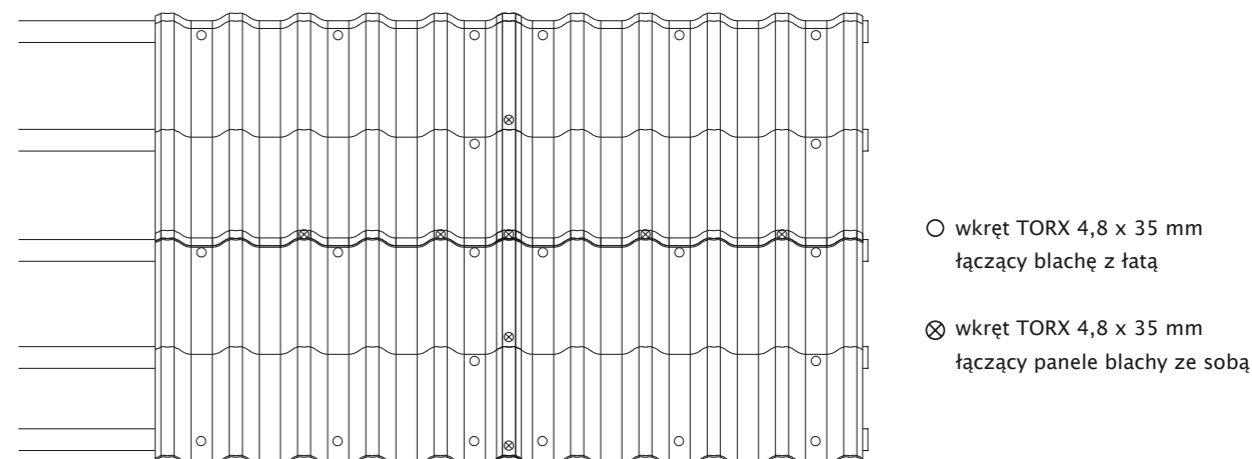 wkręt TORX 4,8 x 35 mm
łączący blachę z łatą
wkręt TORX 4,8 x 35 mm
łączący panele blachy ze sobą